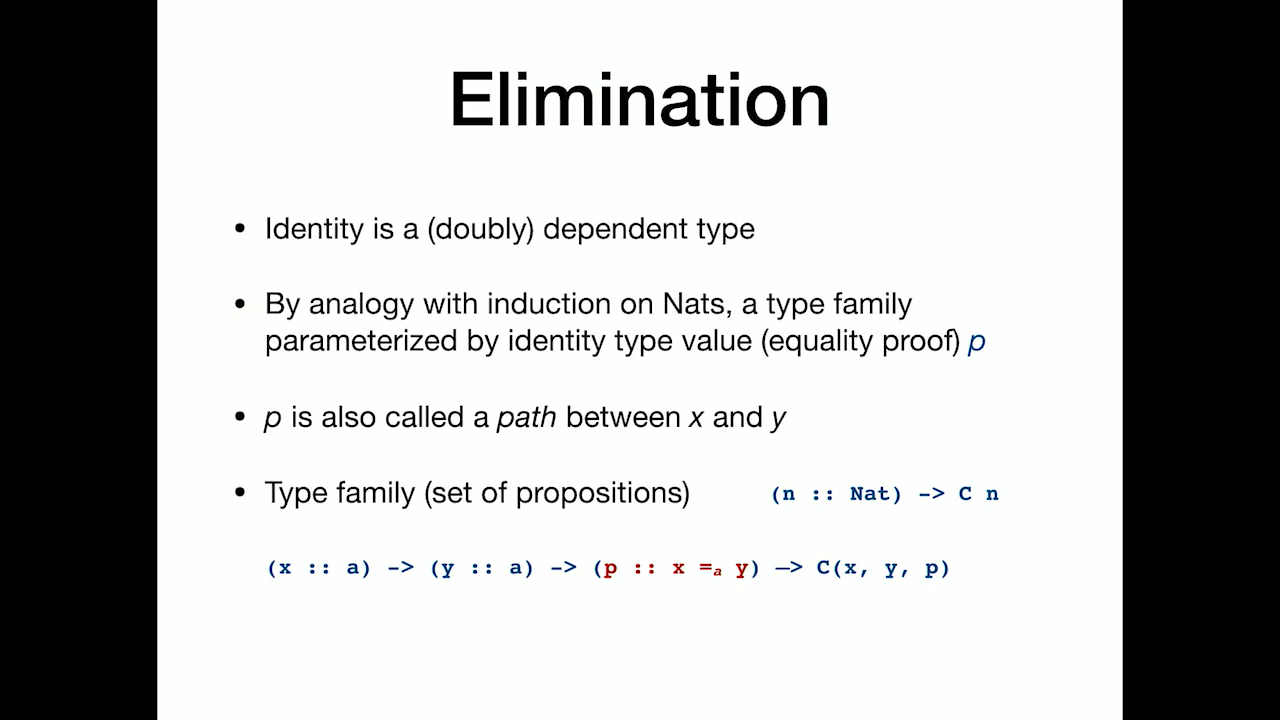 Elimination
• Identity is a (doubly) dependent type
• By analogy with induction on Nats, a type family
parameterized by identity type value (equality proof) p
• p is also called a path between x and y
• Type family (set of propositions) (n :: Nat) -> C n
(x :: a) -> (y :: a) -> (p :: x =ₐ y) —> C(x, y, p)